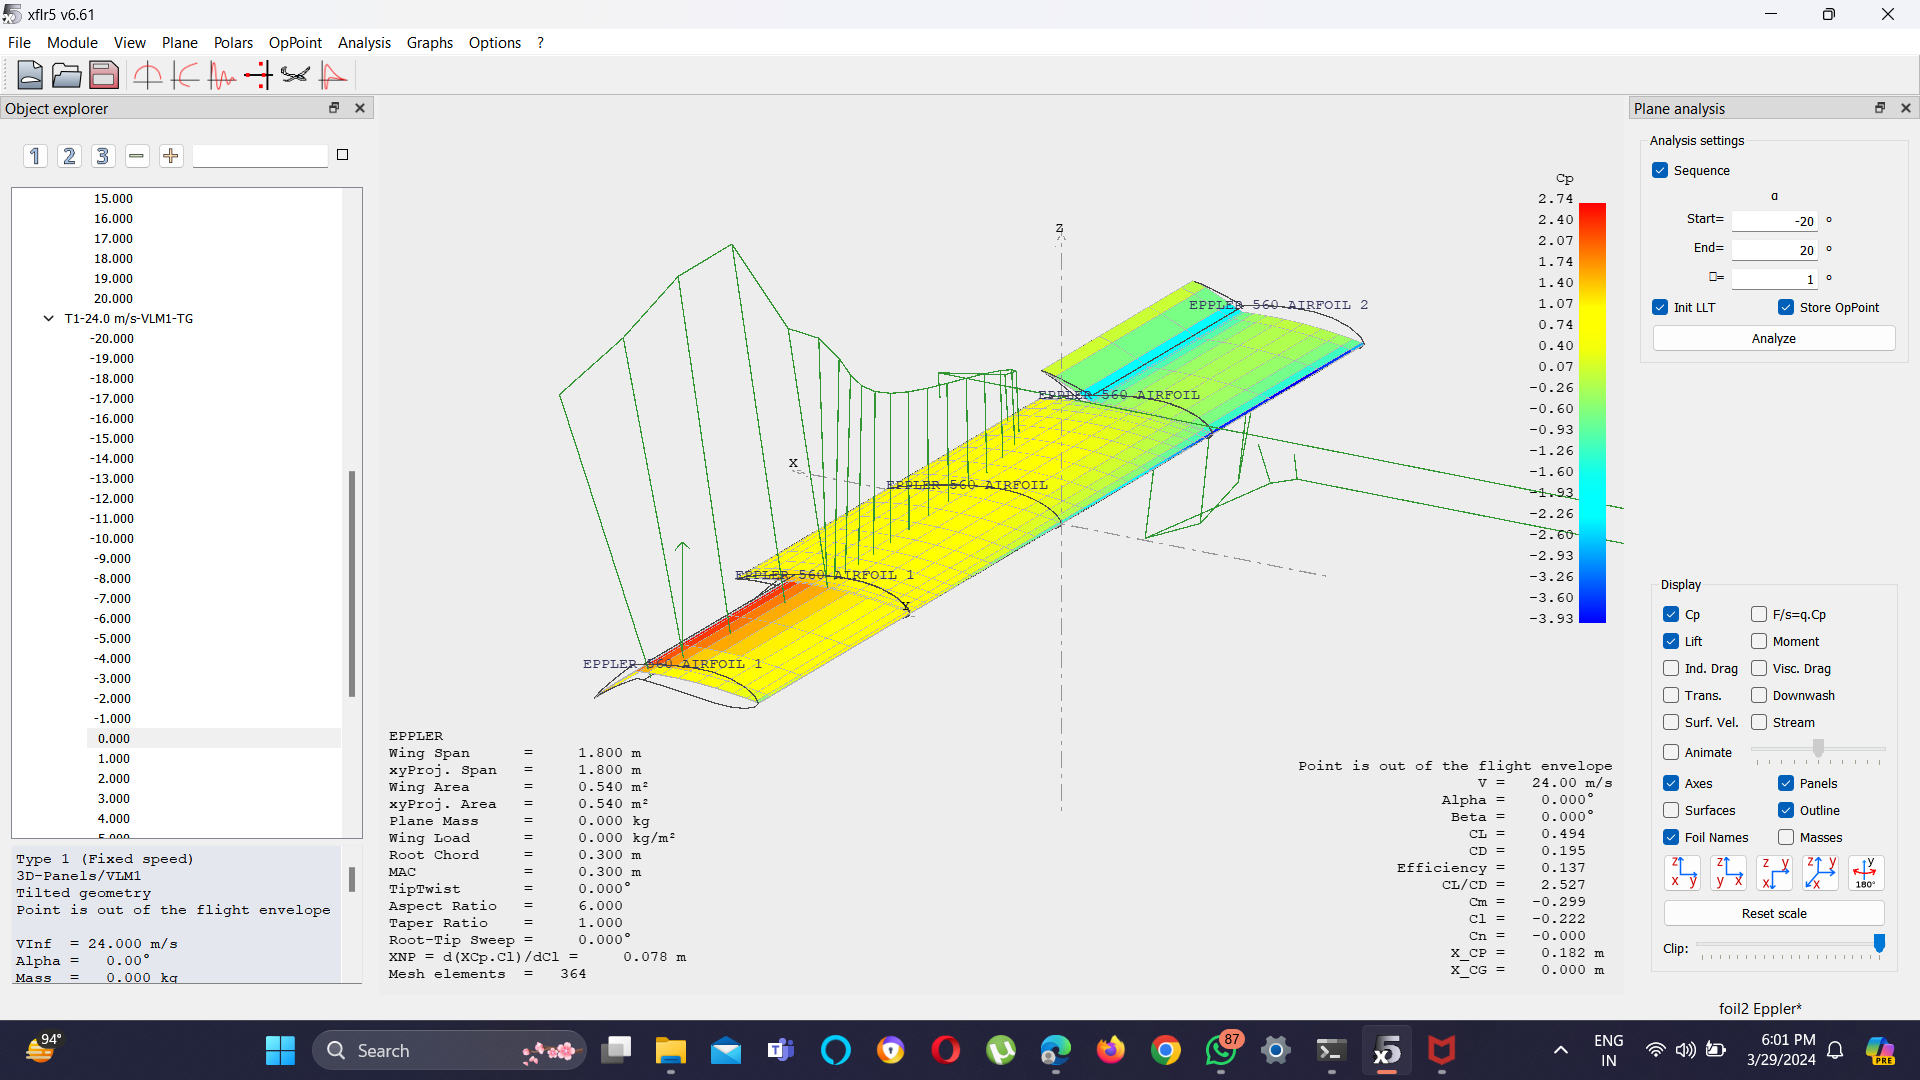 xflr5 v6.61
File Module View Plane Polars OpPoint Analysis Graphs Options ?
Object explorer
1 2 3
15.000
16.000
17.000
18.000
19.000
20.000
T1-24.0 m/s-VLM1-TG
-20.000
-19.000
-18.000
-17.000
-16.000
-15.000
-14.000
-13.000
-12.000
-11.000
-10.000
-9.000
-8.000
-7.000
-6.000
-5.000
-4.000
-3.000
-2.000
-1.000
0.000
1.000
2.000
3.000
4.000
5.000
Type 1 (Fixed speed)
3D-Panels/VLM1
Tilted geometry
Point is out of the flight envelope
VInf = 24.000 m/s
Alpha = 0.00°
Mass = 0.000 kg
Z
EPPLER 560 AIRFOIL 2
EPPLER 560 AIRFOIL
X
EPPLER 560 AIRFOIL
EPPLER 560 AIRFOIL 1
Y
EPPLER 560 AIRFOIL 1
Cp
2.74
2.40
2.07
1.74
1.40
1.07
0.74
0.40
0.07
-0.26
-0.60
-0.93
-1.26
-1.60
-1.93
-2.26
-2.60
-2.93
-3.26
-3.60
-3.93
EPPLER
Wing Span = 1.800 m
xyProj. Span = 1.800 m
Wing Area = 0.540 m²
xyProj. Area = 0.540 m²
Plane Mass = 0.000 kg
Wing Load = 0.000 kg/m²
Root Chord = 0.300 m
MAC = 0.300 m
TipTwist = 0.000°
Aspect Ratio = 6.000
Taper Ratio = 1.000
Root-Tip Sweep = 0.000°
XNP = d(XCp.Cl)/dCl = 0.078 m
Mesh elements = 364
Point is out of the flight envelope
V = 24.00 m/s
Alpha = 0.000°
Beta = 0.000°
CL = 0.494
CD = 0.195
Efficiency = 0.137
CL/CD = 2.527
Cm = -0.299
Cl = -0.222
Cn = -0.000
X_CP = 0.182 m
X_CG = 0.000 m
Plane analysis
Analysis settings
Sequence
α
Start= -20 °
End= 20 °
□= 1 °
Init LLT Store OpPoint
Analyze
Display
Cp F/s=q.Cp
Lift Moment
Ind. Drag Visc. Drag
Trans. Downwash
Surf. Vel. Stream
Animate
Axes Panels
Surfaces Outline
Foil Names Masses
z x y z y x z y x z y x y 180°
Reset scale
Clip:
foil2 Eppler*
94°
Search
87
x5
PRE
ENG
IN
6:01 PM
3/29/2024